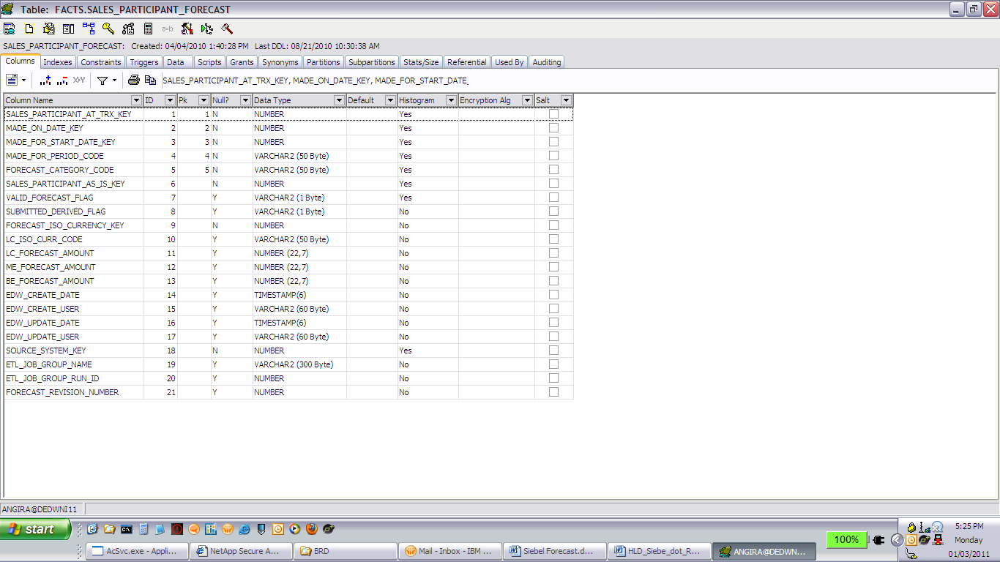 Table: FACTS.SALES_PARTICIPANT_FORECAST
SALES_PARTICIPANT_FORECAST: Created: 04/04/2010 1:40:28 PM Last DDL: 08/21/2010 10:30:38 AM
Columns Indexes Constraints Triggers Data Scripts Grants Synonyms Partitions Subpartitions Stats/Size Referential Used By Auditing
SALES_PARTICIPANT_AT_TRX_KEY, MADE_ON_DATE_KEY, MADE_FOR_START_DATE_
Column Name ID Pk Null? Data Type Default Histogram Encryption Alg Salt
SALES_PARTICIPANT_AT_TRX_KEY 1 1 N NUMBER Yes
MADE_ON_DATE_KEY 2 2 N NUMBER Yes
MADE_FOR_START_DATE_KEY 3 3 N NUMBER Yes
MADE_FOR_PERIOD_CODE 4 4 N VARCHAR2 (50 Byte) Yes
FORECAST_CATEGORY_CODE 5 5 N VARCHAR2 (50 Byte) Yes
SALES_PARTICIPANT_AS_IS_KEY 6 N NUMBER Yes
VALID_FORECAST_FLAG 7 Y VARCHAR2 (1 Byte) Yes
SUBMITTED_DERIVED_FLAG 8 Y VARCHAR2 (1 Byte) No
FORECAST_ISO_CURRENCY_KEY 9 N NUMBER No
LC_ISO_CURR_CODE 10 Y VARCHAR2 (50 Byte) No
LC_FORECAST_AMOUNT 11 Y NUMBER (22,7) No
ME_FORECAST_AMOUNT 12 Y NUMBER (22,7) No
BE_FORECAST_AMOUNT 13 Y NUMBER (22,7) No
EDW_CREATE_DATE 14 Y TIMESTAMP(6) No
EDW_CREATE_USER 15 Y VARCHAR2 (60 Byte) No
EDW_UPDATE_DATE 16 Y TIMESTAMP(6) No
EDW_UPDATE_USER 17 Y VARCHAR2 (60 Byte) No
SOURCE_SYSTEM_KEY 18 N NUMBER Yes
ETL_JOB_GROUP_NAME 19 Y VARCHAR2 (300 Byte) No
ETL_JOB_GROUP_RUN_ID 20 Y NUMBER No
FORECAST_REVISION_NUMBER 21 Y NUMBER No
ANGIRA@DEDWNI11
start
100%
5:25 PM
Monday
01/03/2011
AcSvc.exe - Appli... NetApp Secure A... BRD Mail - Inbox - IBM ... Siebel Forecast.d... HLD_Siebe_dot_R... ANGIRA@DEDWN...